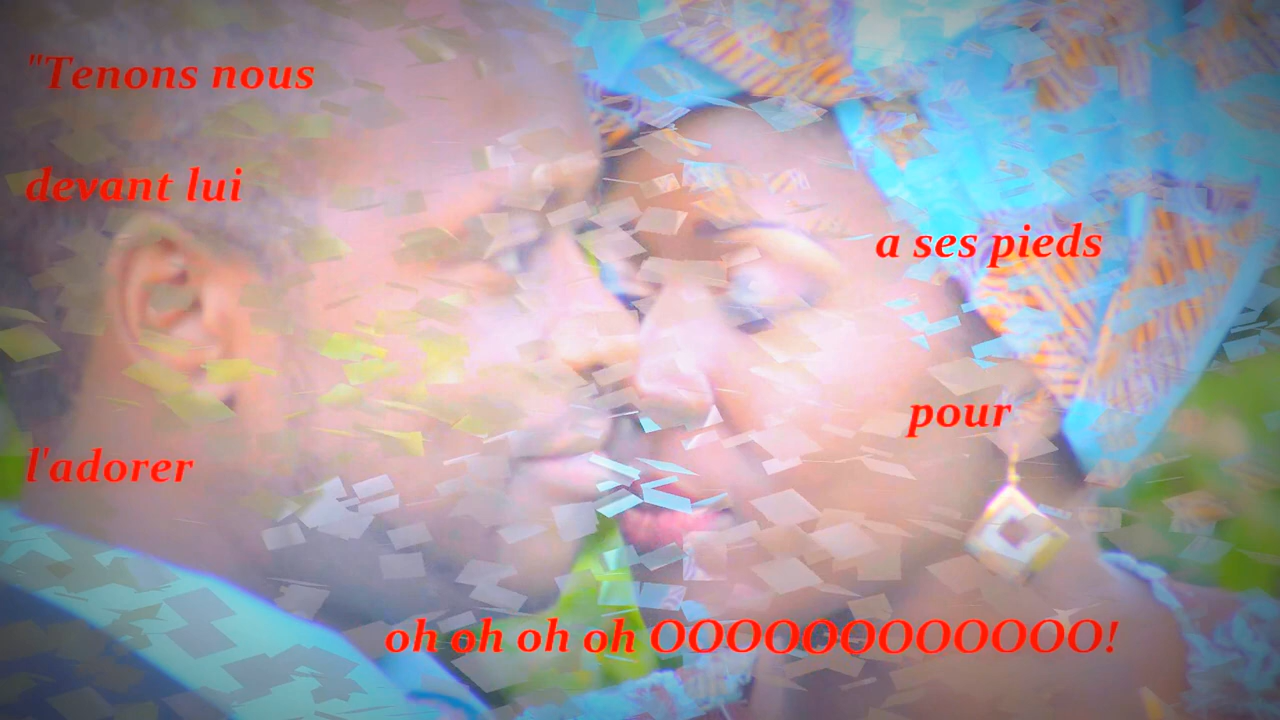 "Tenons nous
devant lui
a ses pieds
pour
l'adorer
oh oh oh oh OOOOOOOOOOOO!